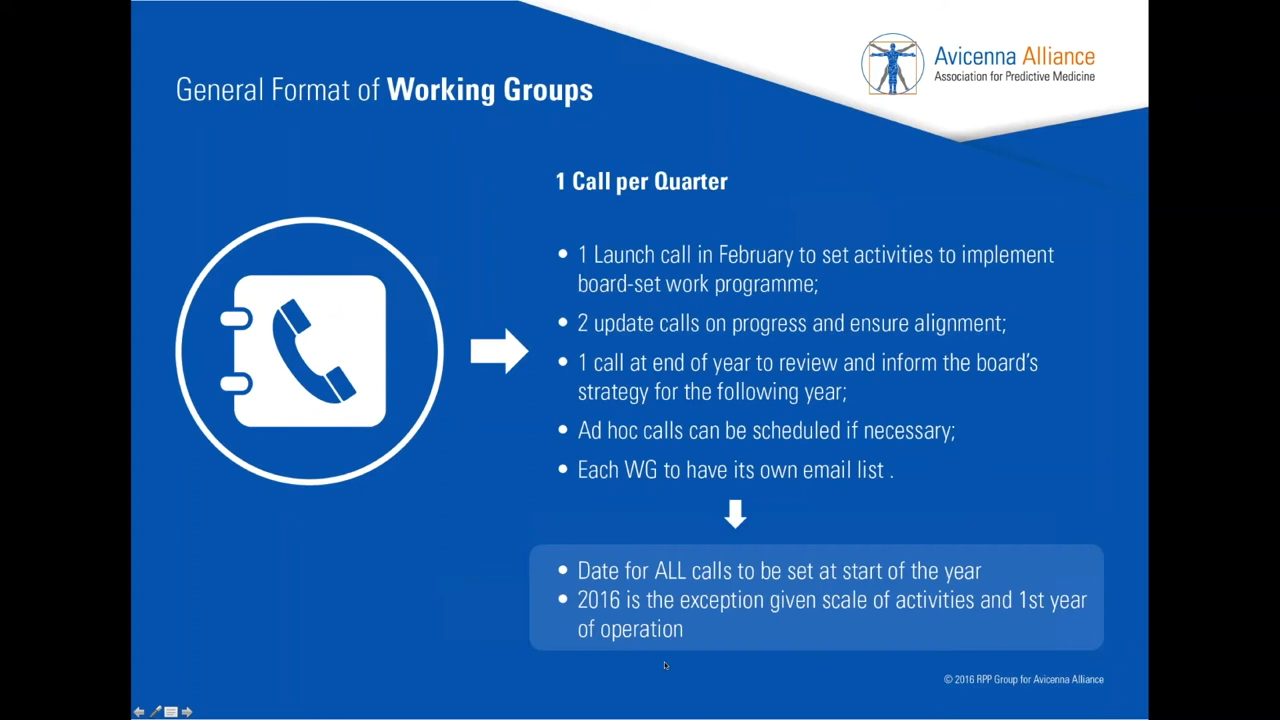 Avicenna Alliance
Association for Predictive Medicine
General Format of Working Groups
1 Call per Quarter
• 1 Launch call in February to set activities to implement
board-set work programme;
• 2 update calls on progress and ensure alignment;
• 1 call at end of year to review and inform the board's
strategy for the following year;
• Ad hoc calls can be scheduled if necessary;
• Each WG to have its own email list .
• Date for ALL calls to be set at start of the year
• 2016 is the exception given scale of activities and 1st year
of operation
© 2016 RPP Group for Avicenna Alliance